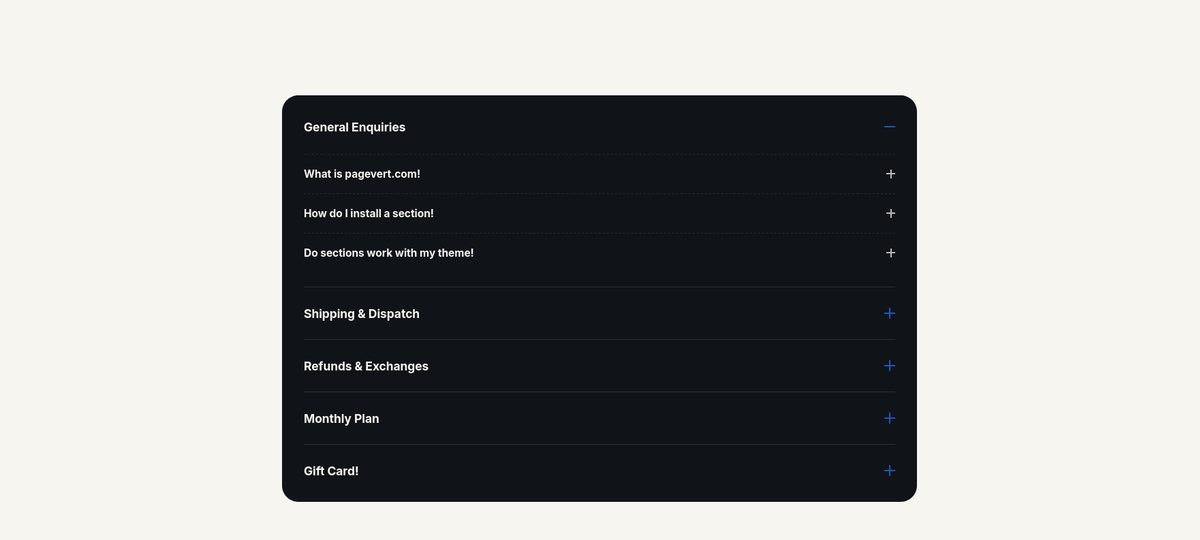 General Enquiries
What is pagevert.com!
How do I install a section!
Do sections work with my theme!
Shipping & Dispatch
Refunds & Exchanges
Monthly Plan
Gift Card!